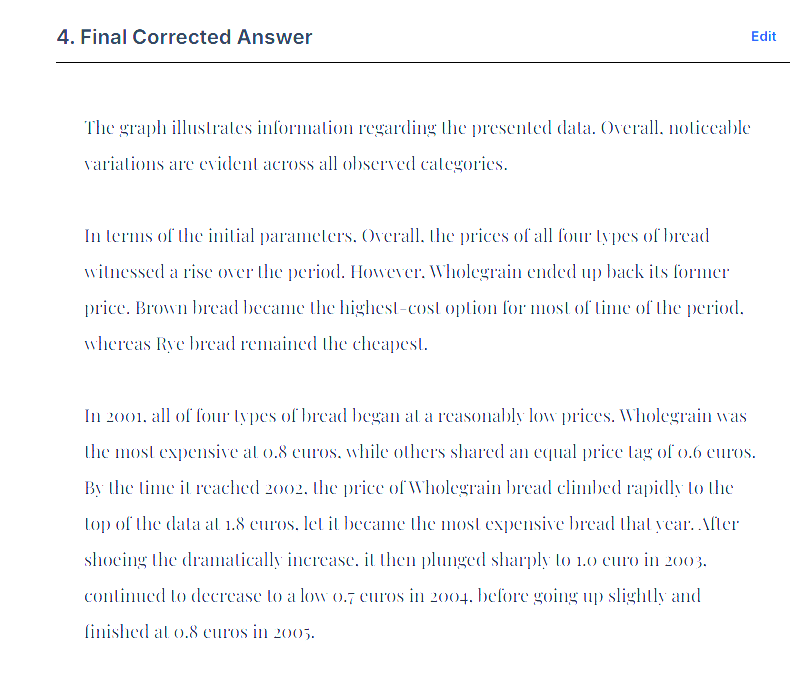 4. Final Corrected Answer
Edit
The graph illustrates information regarding the presented data. Overall, noticeable
variations are evident across all observed categories.
In terms of the initial parameters, Overall, the prices of all four types of bread
witnessed a rise over the period. However, Wholegrain ended up back its former
price. Brown bread became the highest-cost option for most of time of the period,
whereas Rye bread remained the cheapest.
In 2001, all of four types of bread began at a reasonably low prices. Wholegrain was
the most expensive at 0.8 euros, while others shared an equal price tag of 0.6 euros.
By the time it reached 2002, the price of Wholegrain bread climbed rapidly to the
top of the data at 1.8 euros, let it became the most expensive bread that year. After
shoeing the dramatically increase, it then plunged sharply to 1.0 euro in 2003,
continued to decrease to a low 0.7 euros in 2004, before going up slightly and
finished at 0.8 euros in 2005.